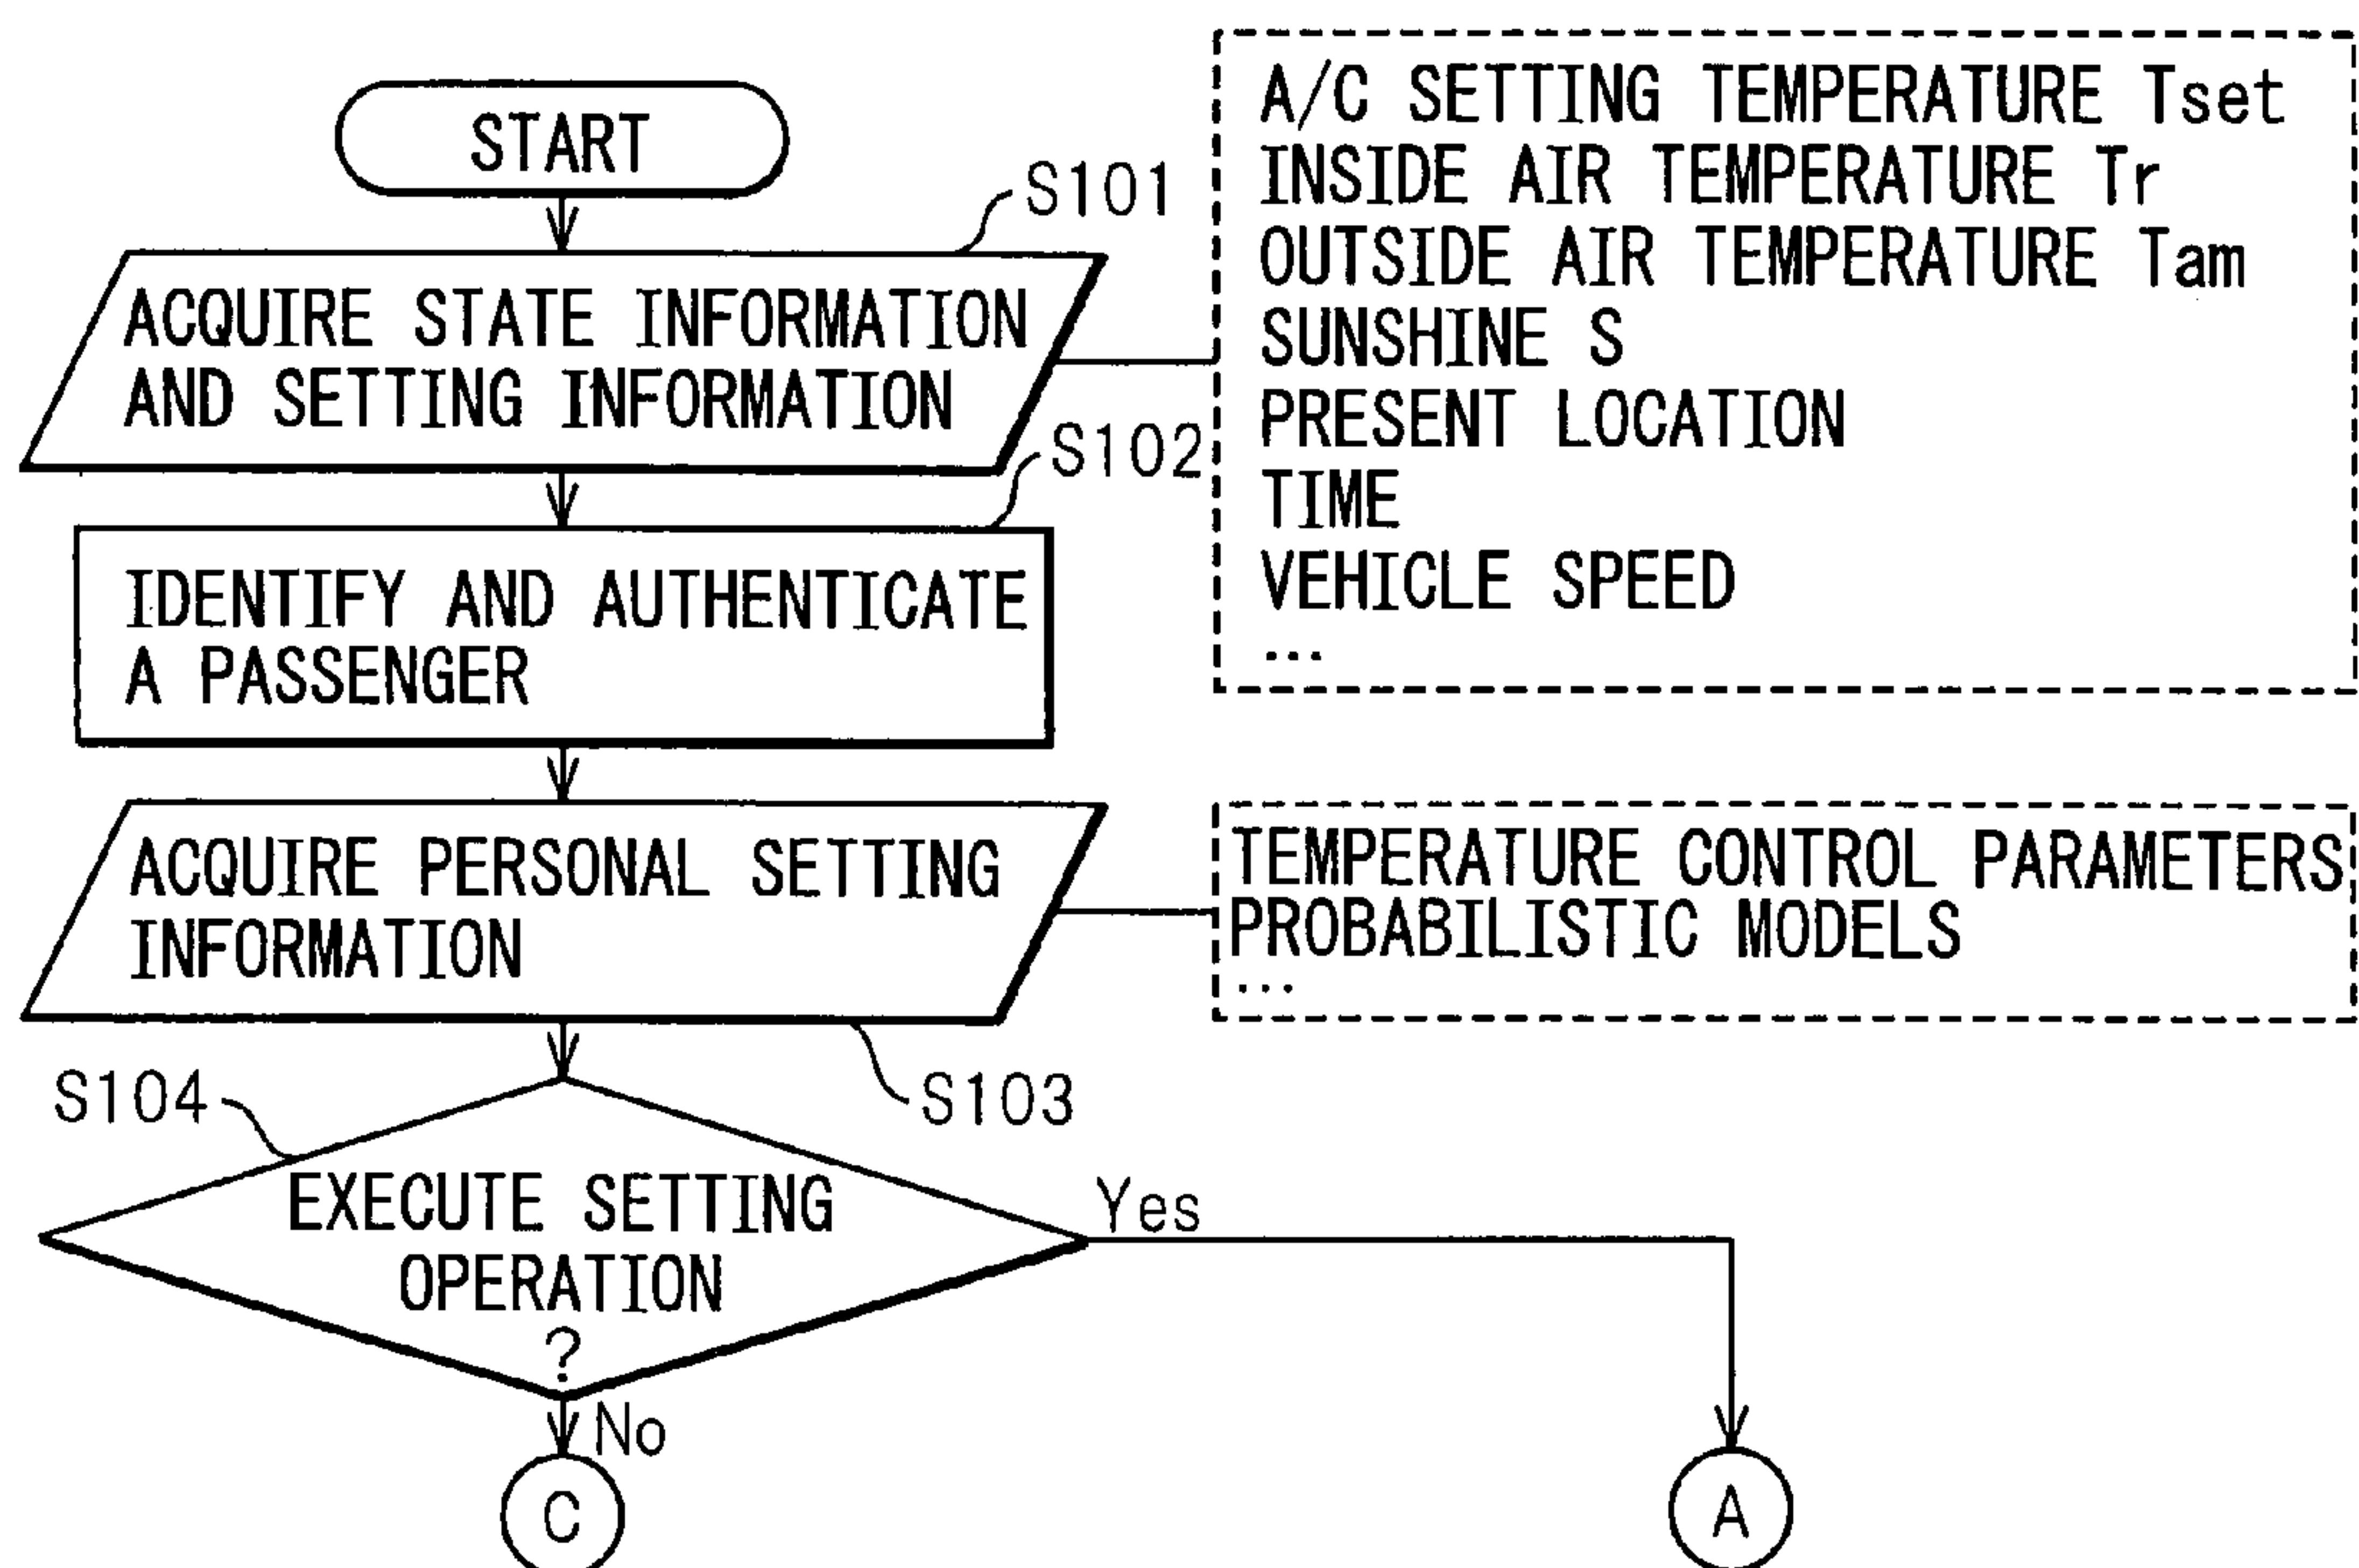 START
S101
ACQUIRE STATE INFORMATION
AND SETTING INFORMATION
A/C SETTING TEMPERATURE Tset
INSIDE AIR TEMPERATURE Tr
OUTSIDE AIR TEMPERATURE Tam
SUNSHINE S
PRESENT LOCATION
TIME
VEHICLE SPEED
...
S102
IDENTIFY AND AUTHENTICATE
A PASSENGER
ACQUIRE PERSONAL SETTING
INFORMATION
TEMPERATURE CONTROL PARAMETERS
PROBABILISTIC MODELS
...
S103
S104
EXECUTE SETTING
OPERATION
?
Yes
No
C
A